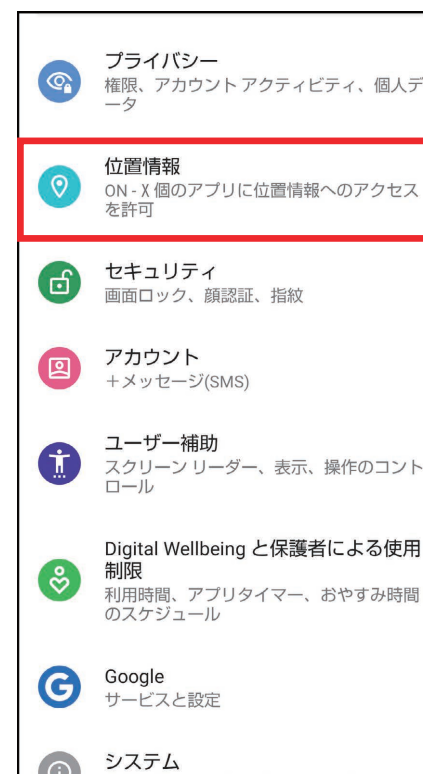 プライバシー
権限、アカウント アクティビティ、個人デ
ータ
位置情報
ON - X 個のアプリに位置情報へのアクセス
を許可
セキュリティ
画面ロック、顔認証、指紋
アカウント
＋メッセージ(SMS)
ユーザー補助
スクリーン リーダー、表示、操作のコント
ロール
Digital Wellbeing と保護者による使用
制限
利用時間、アプリタイマー、おやすみ時間
のスケジュール
Google
サービスと設定
システム